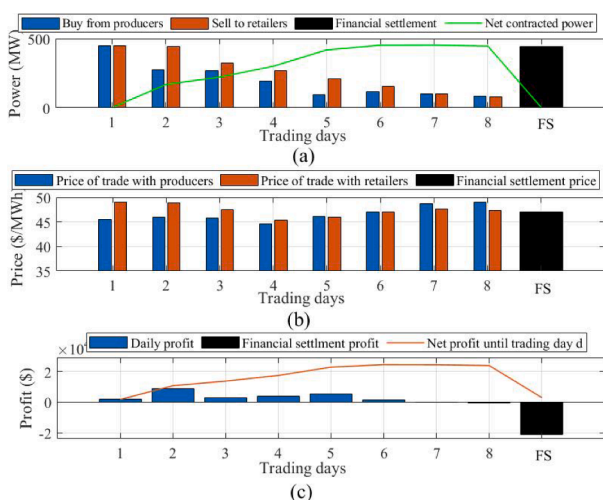 (a) Buy from producers Sell to retailers Financial settlement Net contracted power
500
0
Power (MW)
1 2 3 4 5 6 7 8 FS
Trading days
(a)
Price of trade with producers Price of trade with retailers Financial settlement price
50
45
40
35
Price ($/MWh)
1 2 3 4 5 6 7 8 FS
Trading days
(b)
Daily profit Financial settlment profit Net profit until trading day d
2
0
-2
Profit ($)
1 2 3 4 5 6 7 8 FS
Trading days
(c)